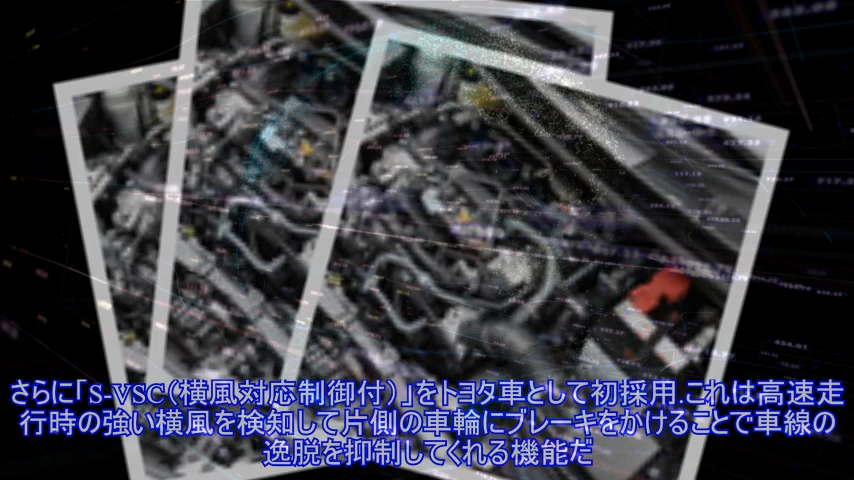 さらに「S-VSC（横風対応制御付）」をトヨタ車として初採用.これは高速走
行時の強い横風を検知して片側の車輪にブレーキをかけることで車線の
逸脱を抑制してくれる機能だ